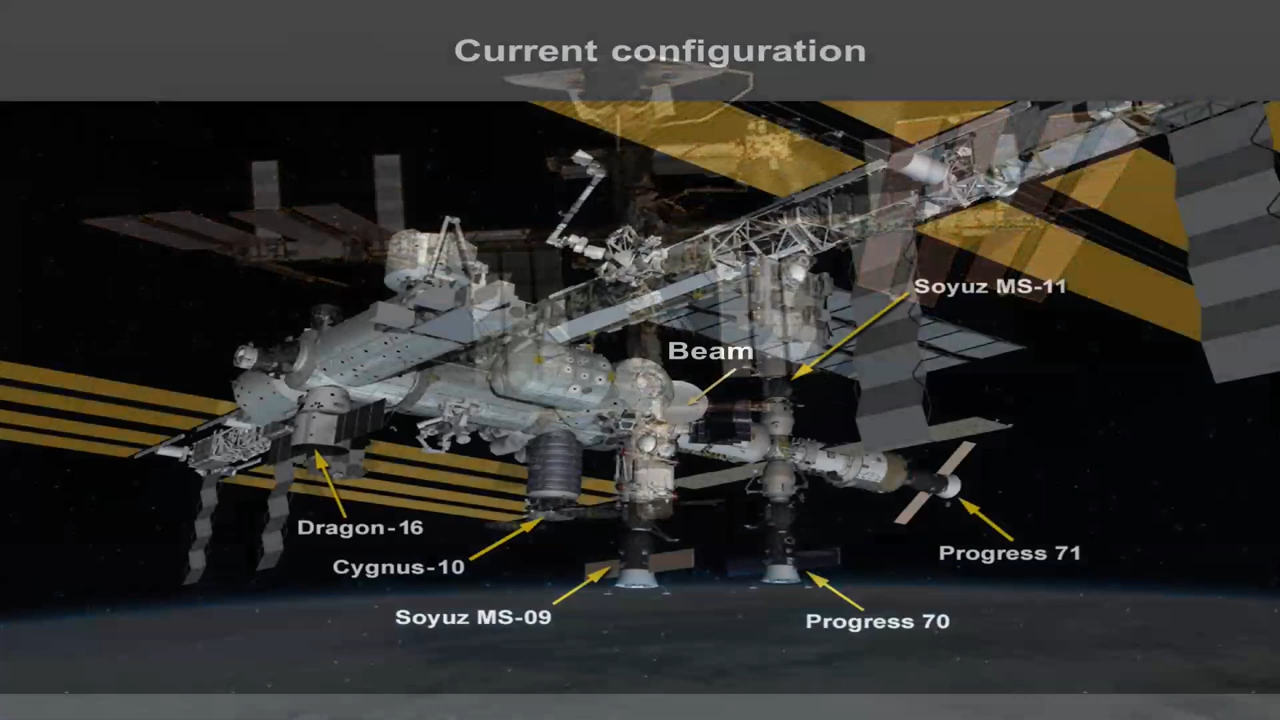 Current configuration
Soyuz MS-11
Beam
Dragon-16
Progress 71
Cygnus-10
Soyuz MS-09
Progress 70